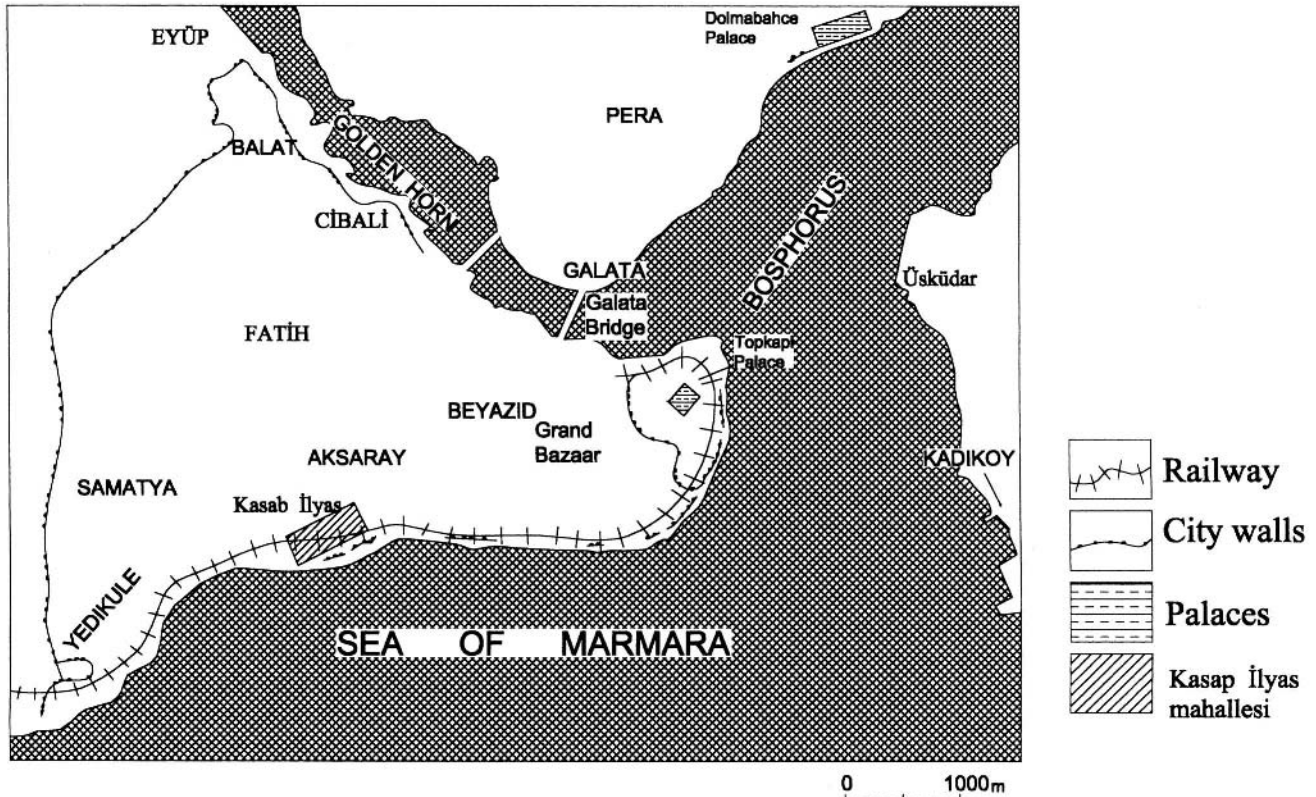 EYÜP
Dolmabahce
Palace
PERA
BALAT
GOLDEN HORN
CİBALİ
BOSPHORUS
GALATA
Galata
Bridge
Üsküdar
FATİH
Topkapi
Palace
BEYAZID
Grand
Bazaar
AKSARAY
KADIKOY
SAMATYA
Kasab İlyas
YEDIKULE
SEA OF MARMARA
Railway
City walls
Palaces
Kasap İlyas
mahallesi
0 1000m